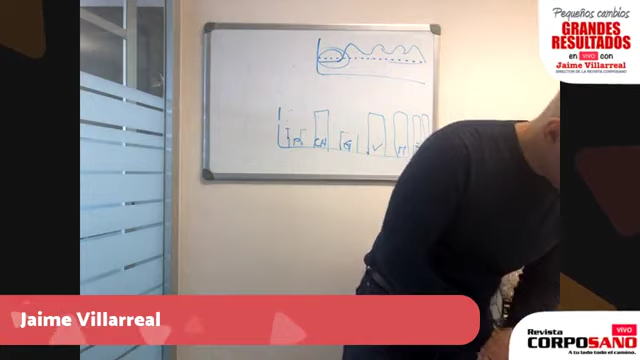 Pequeños cambios
GRANDES
RESULTADOS
en VIVO con
Jaime Villarreal
DIRECTOR DE LA REVISTA CORPOSANO
CH
V
Jaime Villarreal
Revista
VIVO
CORPOSANO
A tu lado todo el camino.